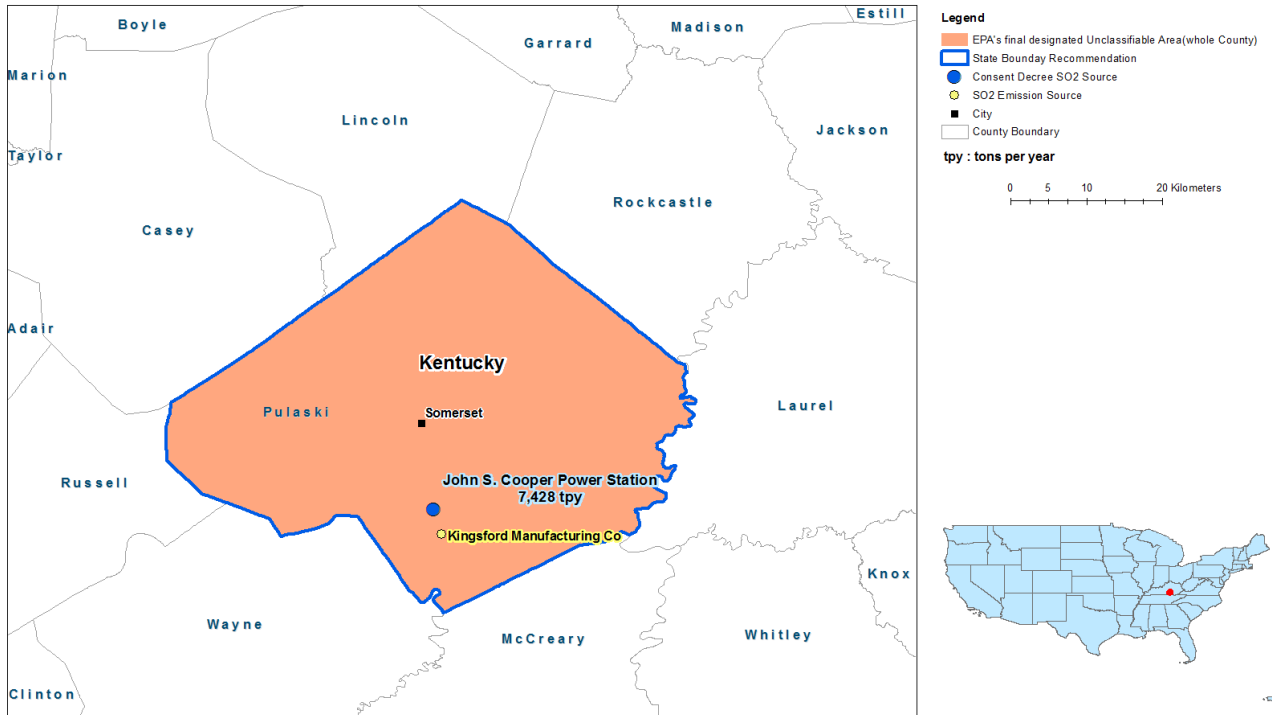 Boyle
Estill
Madison
Garrard
Marion
Lincoln
Jackson
Taylor
Rockcastle
Casey
Adair
Kentucky
Pulaski
Somerset
Laurel
Russell
John S. Cooper Power Station
7,428 tpy
Kingsford Manufacturing Co
Knox
Wayne
McCreary
Whitley
Clinton
Legend
EPA's final designated Unclassifiable Area(whole County)
State Bounday Recommendation
Consent Decree SO2 Source
SO2 Emission Source
City
County Boundary
tpy : tons per year
0 5 10 20 Kilometers